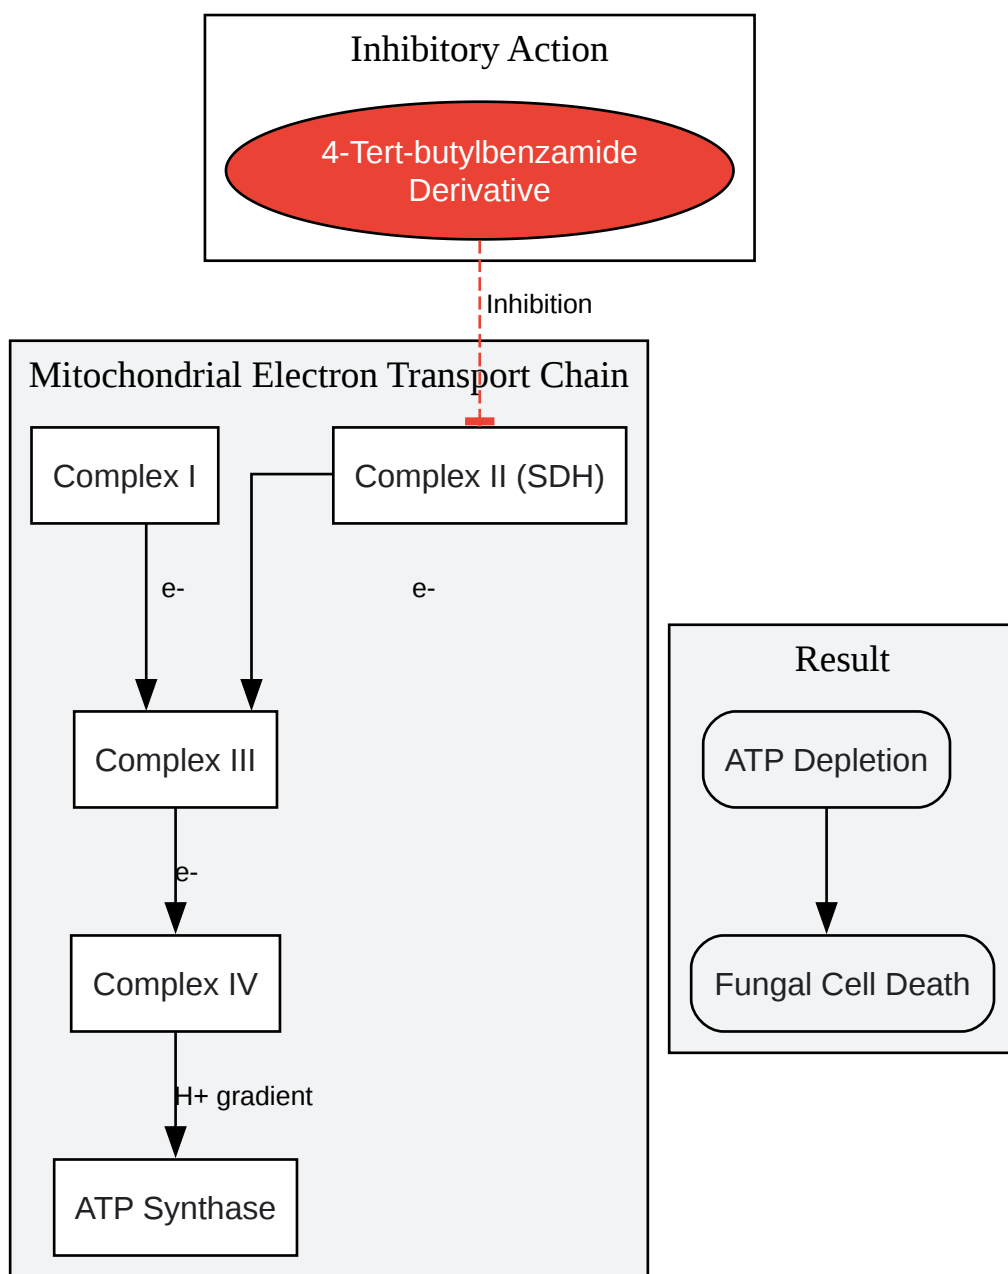 Inhibitory Action
4-Tert-butylbenzamide
Derivative
Inhibition
Mitochondrial Electron Transport Chain
Complex I
Complex II (SDH)
e-
e-
Result
Complex III
ATP Depletion
e-
Complex IV
Fungal Cell Death
H+ gradient
ATP Synthase